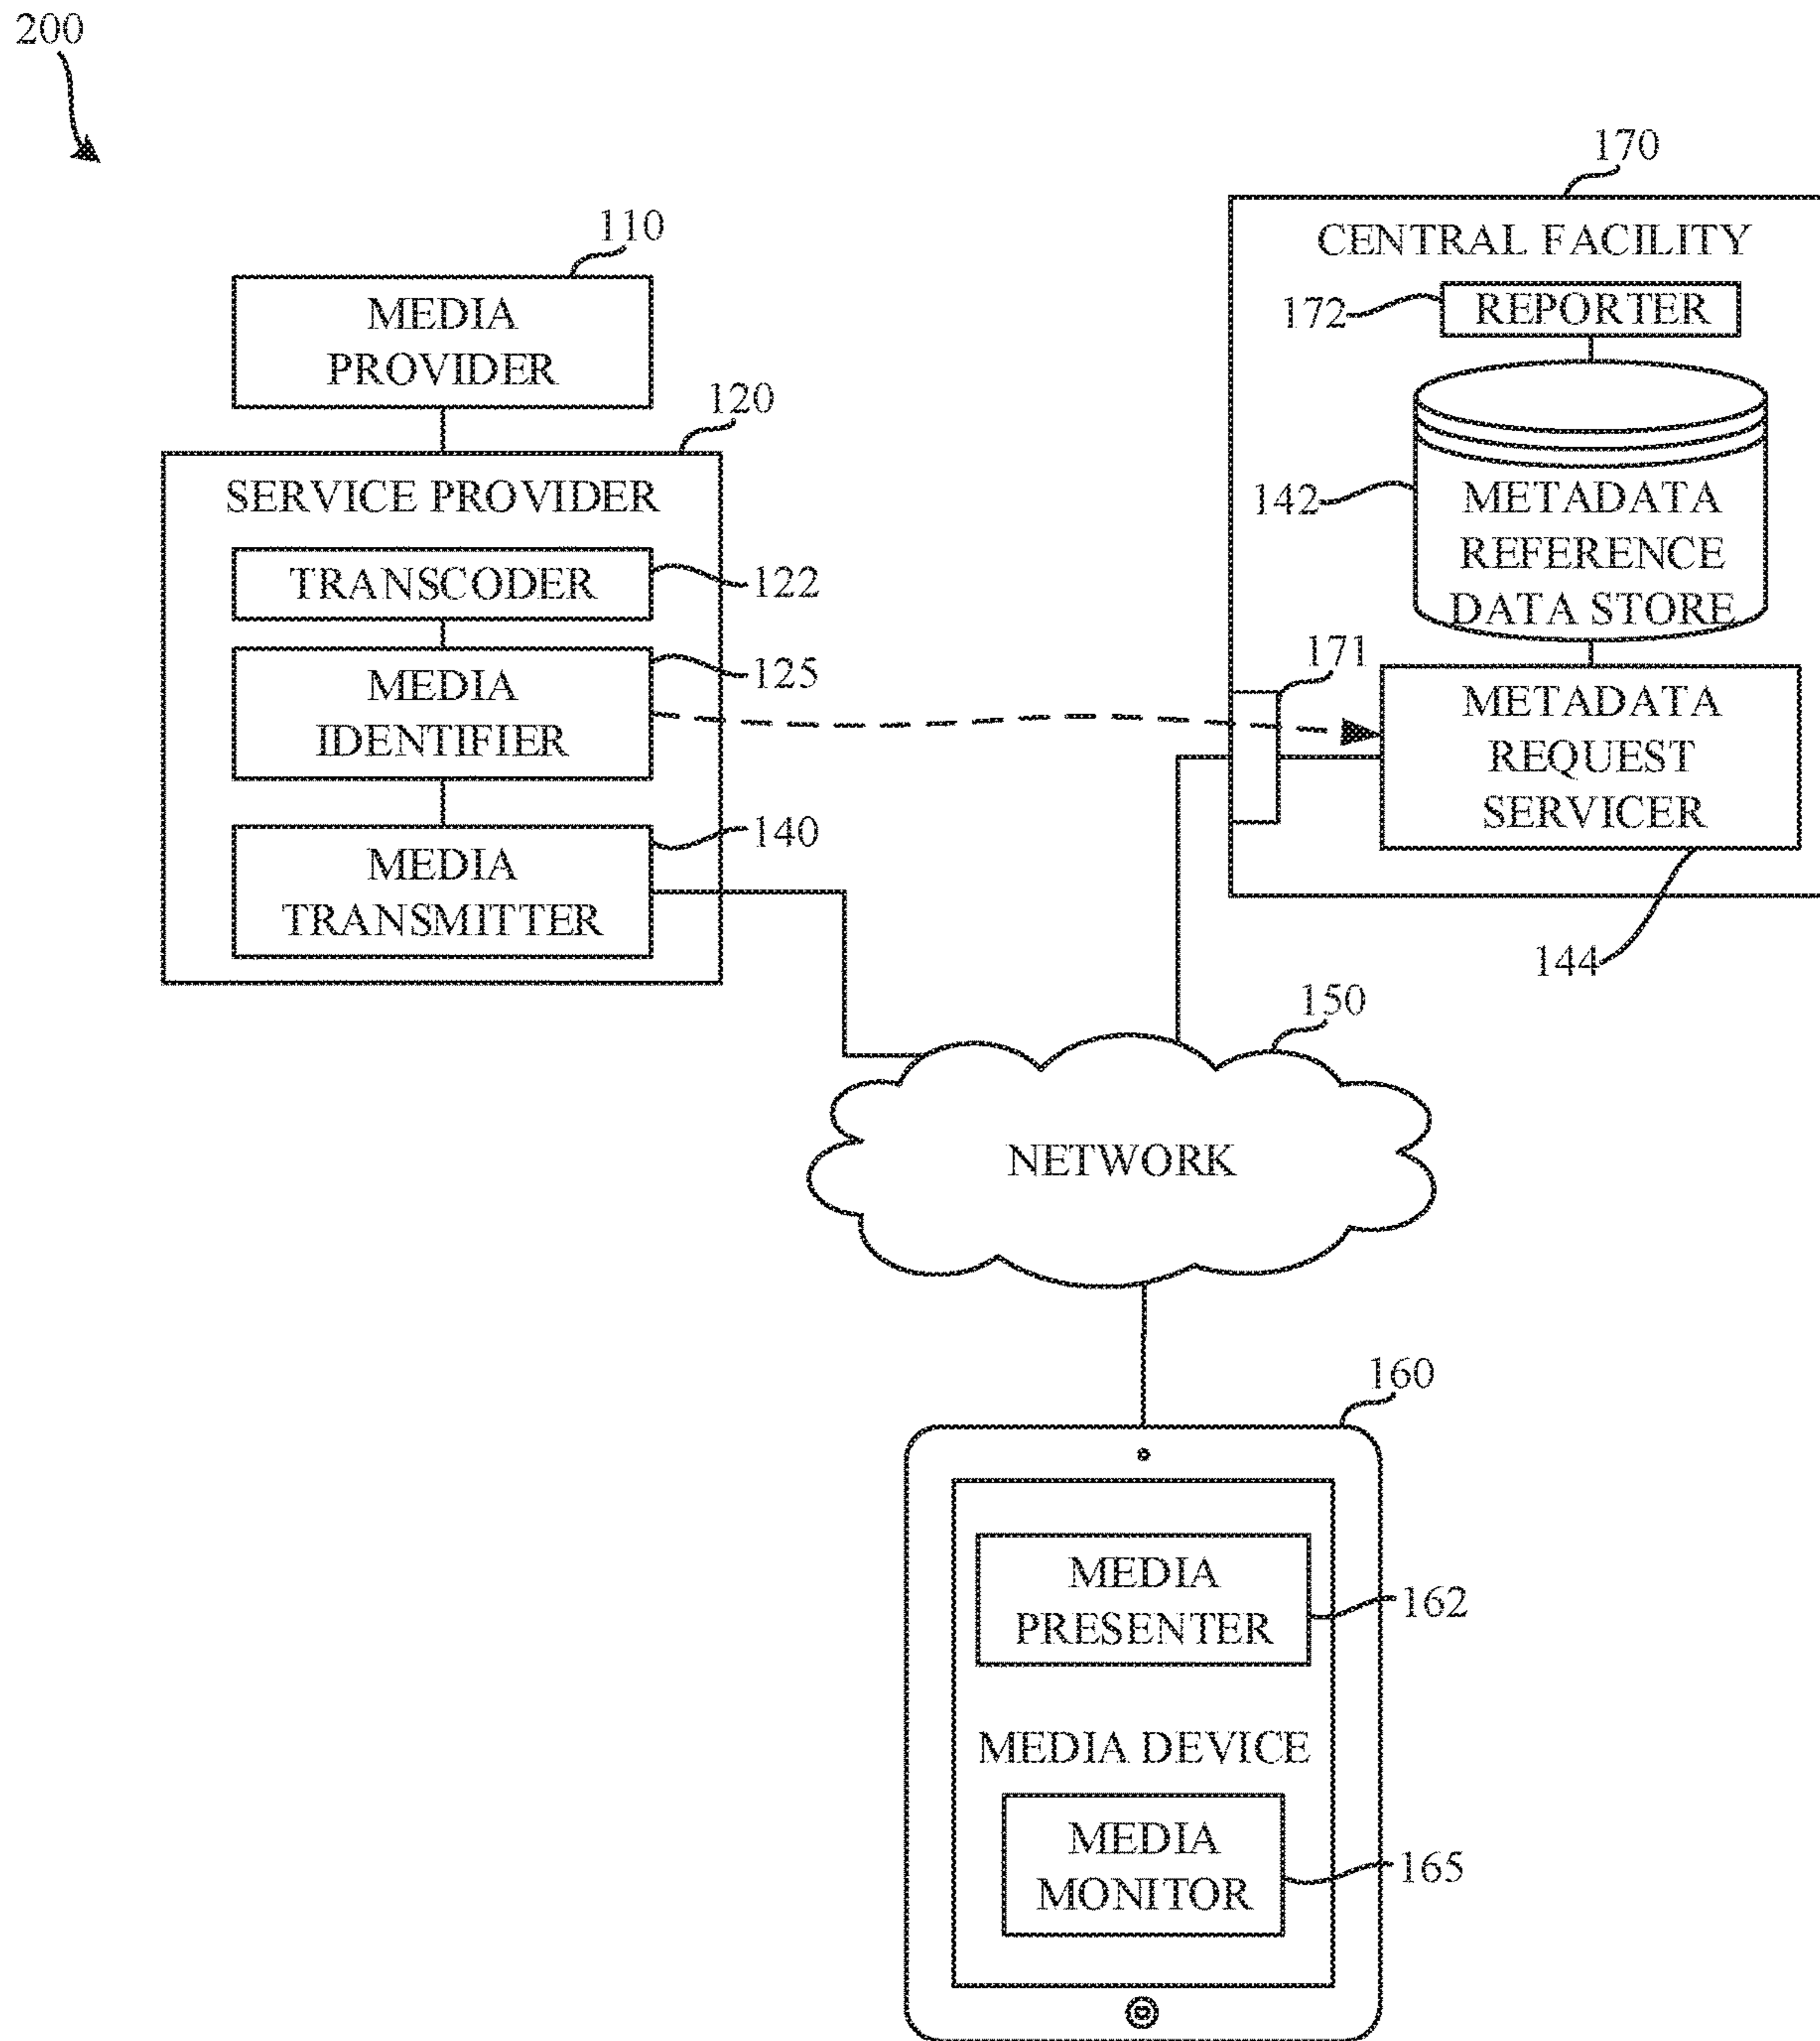 200
110
MEDIA
PROVIDER
120
SERVICE PROVIDER
TRANSCODER
122
MEDIA
IDENTIFIER
125
MEDIA
TRANSMITTER
140
170
CENTRAL FACILITY
172
REPORTER
142
METADATA
REFERENCE
DATA STORE
171
METADATA
REQUEST
SERVICER
144
150
NETWORK
160
MEDIA
PRESENTER
162
MEDIA DEVICE
MEDIA
MONITOR
165